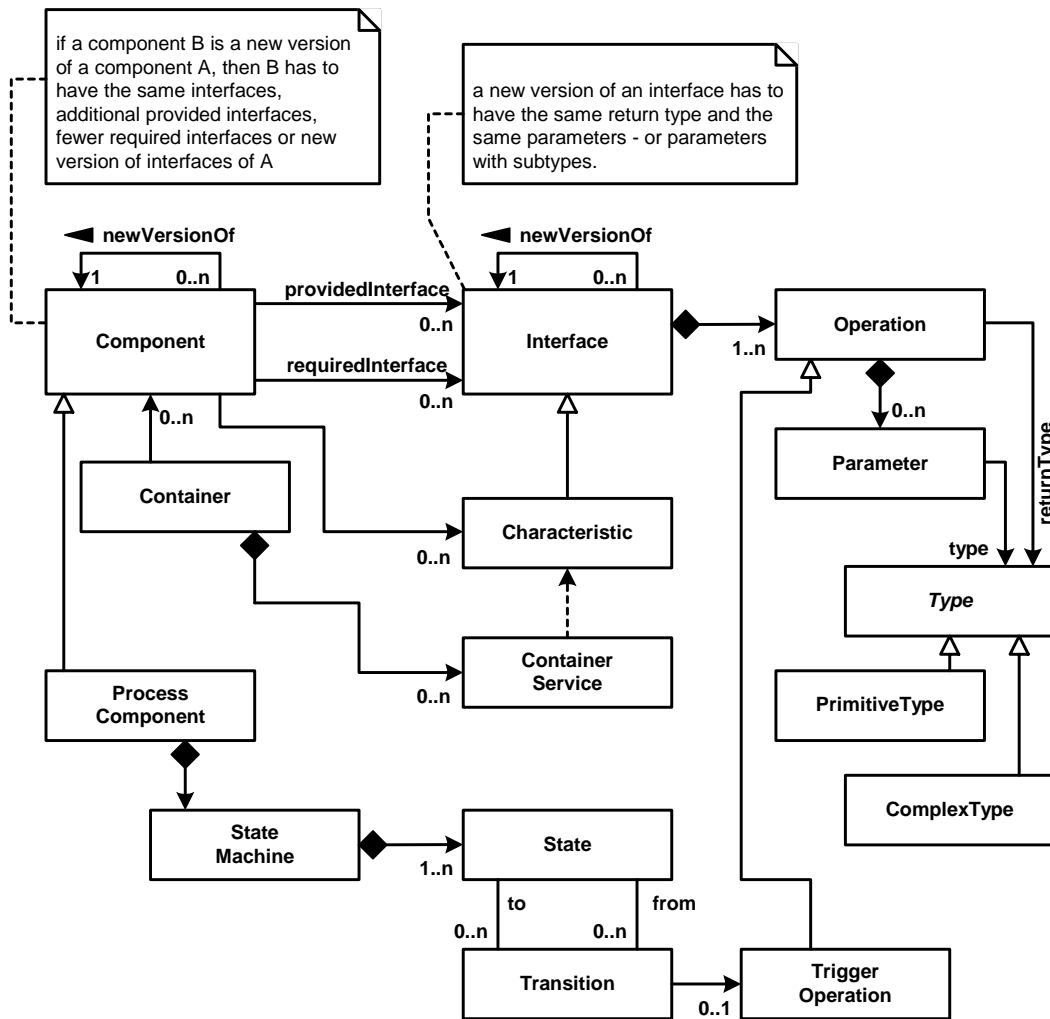 if a component B is a new version
of a component A, then B has to
have the same interfaces,
additional provided interfaces,
fewer required interfaces or new
version of interfaces of A
a new version of an interface has to
have the same return type and the
same parameters - or parameters
with subtypes.
newVersionOf
1
0..n
newVersionOf
1
0..n
Component
providedInterface
0..n
requiredInterface
0..n
Interface
1..n
Operation
0..n
Parameter
returnType
type
0..n
Container
0..n
Characteristic
Type
0..n
Container
Service
Process
Component
PrimitiveType
ComplexType
State
Machine
1..n
State
to
from
0..n
0..n
Transition
0..1
Trigger
Operation